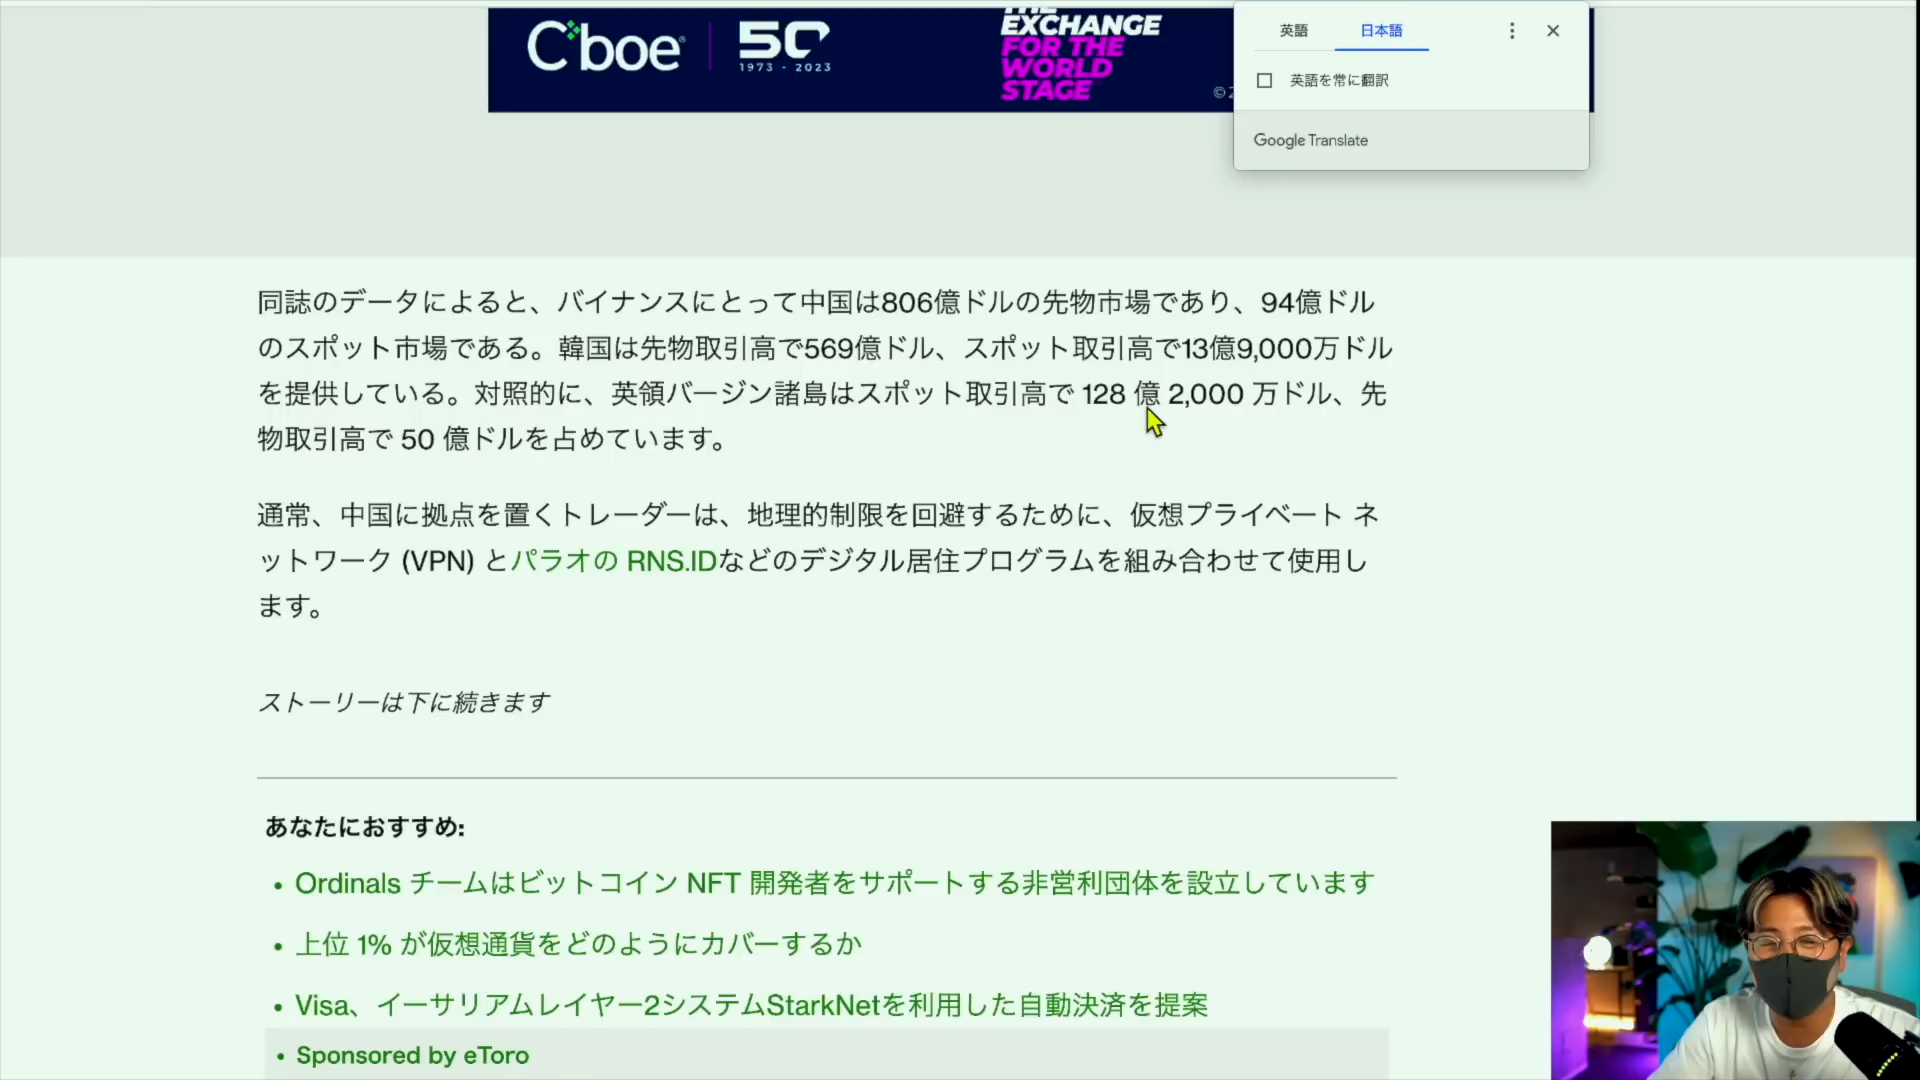 Cboe
50
1973 - 2023
THE
EXCHANGE
FOR THE
WORLD
STAGE
英語
日本語
英語を常に翻訳
Google Translate
同誌のデータによると、バイナンスにとって中国は806億ドルの先物市場であり、94億ドル
のスポット市場である。韓国は先物取引高で569億ドル、スポット取引高で13億9,000万ドル
を提供している。対照的に、英領バージン諸島はスポット取引高で 128 億 2,000 万ドル、先
物取引高で 50 億ドルを占めています。
通常、中国に拠点を置くトレーダーは、地理的制限を回避するために、仮想プライベート ネ
ットワーク (VPN) とパラオの RNS.IDなどのデジタル居住プログラムを組み合わせて使用し
ます。
ストーリーは下に続きます
あなたにおすすめ:
• Ordinals チームはビットコイン NFT 開発者をサポートする非営利団体を設立しています
• 上位 1% が仮想通貨をどのようにカバーするか
• Visa、イーサリアムレイヤー2システムStarkNetを利用した自動決済を提案
• Sponsored by eToro